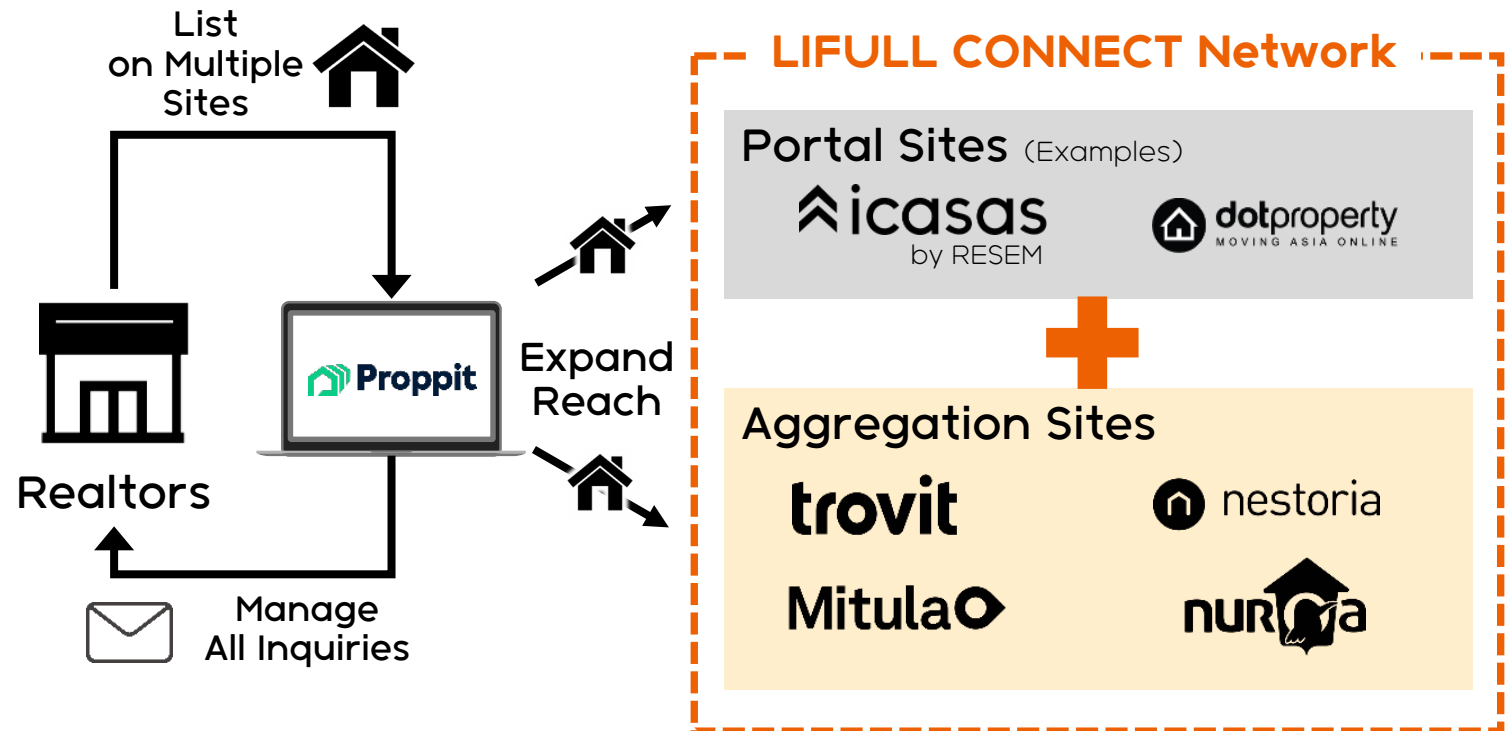 List
on Multiple
Sites
Realtors
Proppit
Manage
All Inquiries
Expand
Reach
LIFULL CONNECT Network
Portal Sites (Examples)
icasas
by RESEM
dotproperty
MOVING ASIA ONLINE
Aggregation Sites
trovit
nestoria
Mitula
nuroa